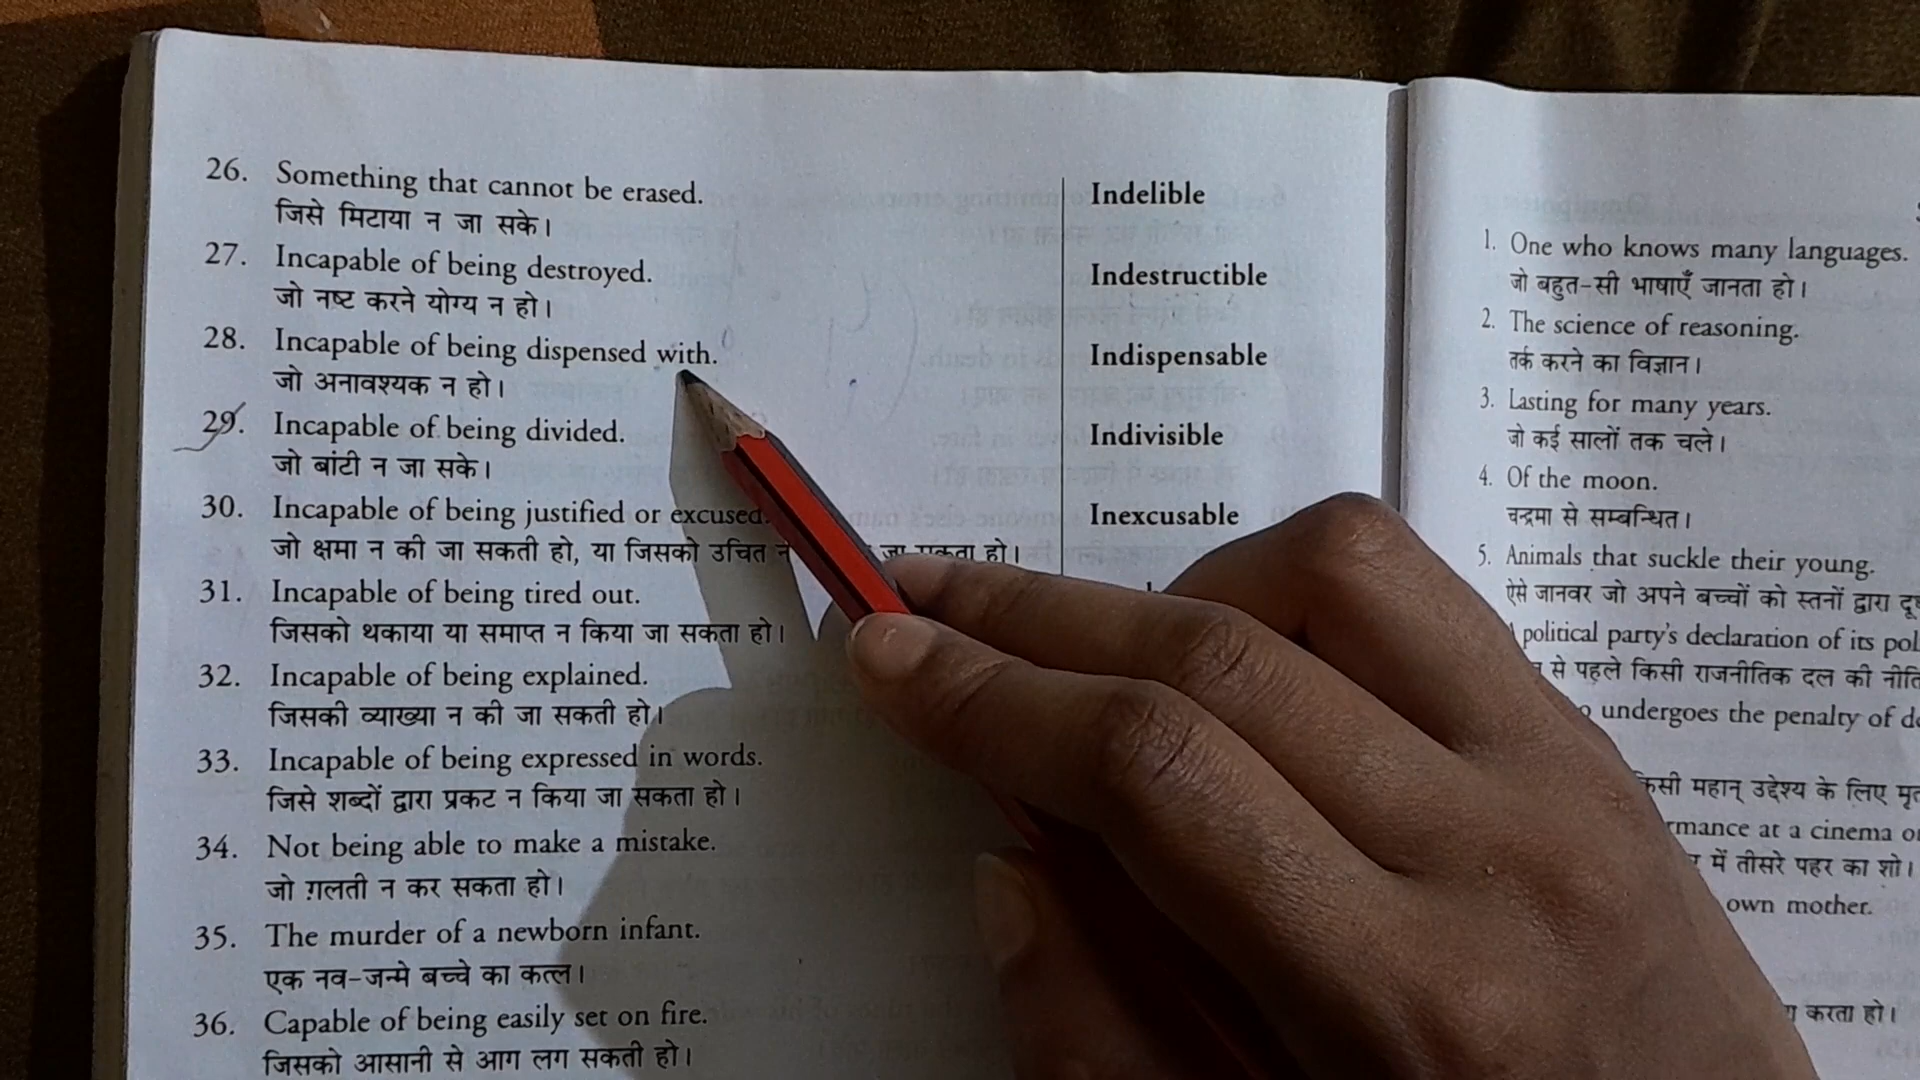 26. Something that cannot be erased. Indelible
जिसे मिटाया न जा सके।
27. Incapable of being destroyed. Indestructible
जो नष्ट करने योग्य न हो।
28. Incapable of being dispensed with. Indispensable
जो अनावश्यक न हो।
29. Incapable of being divided. Indivisible
जो बांटी न जा सके।
30. Incapable of being justified or excused. Inexcusable
जो क्षमा न की जा सकती हो, या जिसको उचित हो।
31. Incapable of being tired out.
जिसको थकाया या समाप्त न किया जा सकता हो।
32. Incapable of being explained.
जिसकी व्याख्या न की जा सकती हो।
33. Incapable of being expressed in words.
जिसे शब्दों द्वारा प्रकट न किया जा सकता हो।
34. Not being able to make a mistake.
जो ग़लती न कर सकता हो।
35. The murder of a newborn infant.
एक नव-जन्मे बच्चे का कत्ल।
36. Capable of being easily set on fire.
जिसको आसानी से आग लग सकती हो।
1. One who knows many languages.
जो बहुत-सी भाषाएँ जानता हो।
2. The science of reasoning.
तर्क करने का विज्ञान।
3. Lasting for many years.
जो कई सालों तक चले।
4. Of the moon.
चन्द्रमा से सम्बन्धित।
5. Animals that suckle their young.
ऐसे जानवर जो अपने बच्चों को स्तनों द्वारा
political party's declaration of its
से पहले किसी राजनीतिक दल की
undergoes the penalty of
किसी महान् उद्देश्य के लिए
at a cinema
में तीसरे पहर का शो।
own mother.
करता हो।